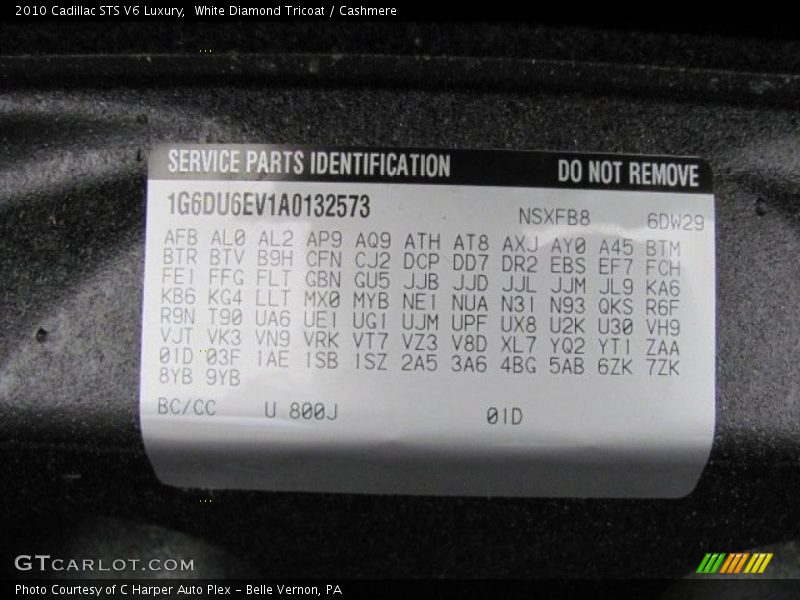 2010 Cadillac STS V6 Luxury,  White Diamond Tricoat / Cashmere
SERVICE PARTS IDENTIFICATION DO NOT REMOVE
1G6DU6EV1A0132573 NSXFB8 6DW29
AFB AL0 AL2 AP9 AQ9 ATH AT8 AXJ AY0 A45 BTM
BTR BTV B9H CFN CJ2 DCP DD7 DR2 EBS EF7 FCH
FE1 FFG FLT GBN GU5 JJB JJD JJL JJM JL9 KA6
KB6 KG4 LLT MX0 MYB NE1 NUA N31 N93 QKS R6F
R9N T90 UA6 UE1 UG1 UJM UPF UX8 U2K U30 VH9
VJT VK3 VN9 VRK VT7 VZ3 V8D XL7 YQ2 YT1 ZAA
01D 03F 1AE 1SB 1SZ 2A5 3A6 4BG 5AB 6ZK 7ZK
8YB 9YB
BC/CC U 800J 01D
GTCARLOT.COM
Photo Courtesy of C Harper Auto Plex - Belle Vernon, PA